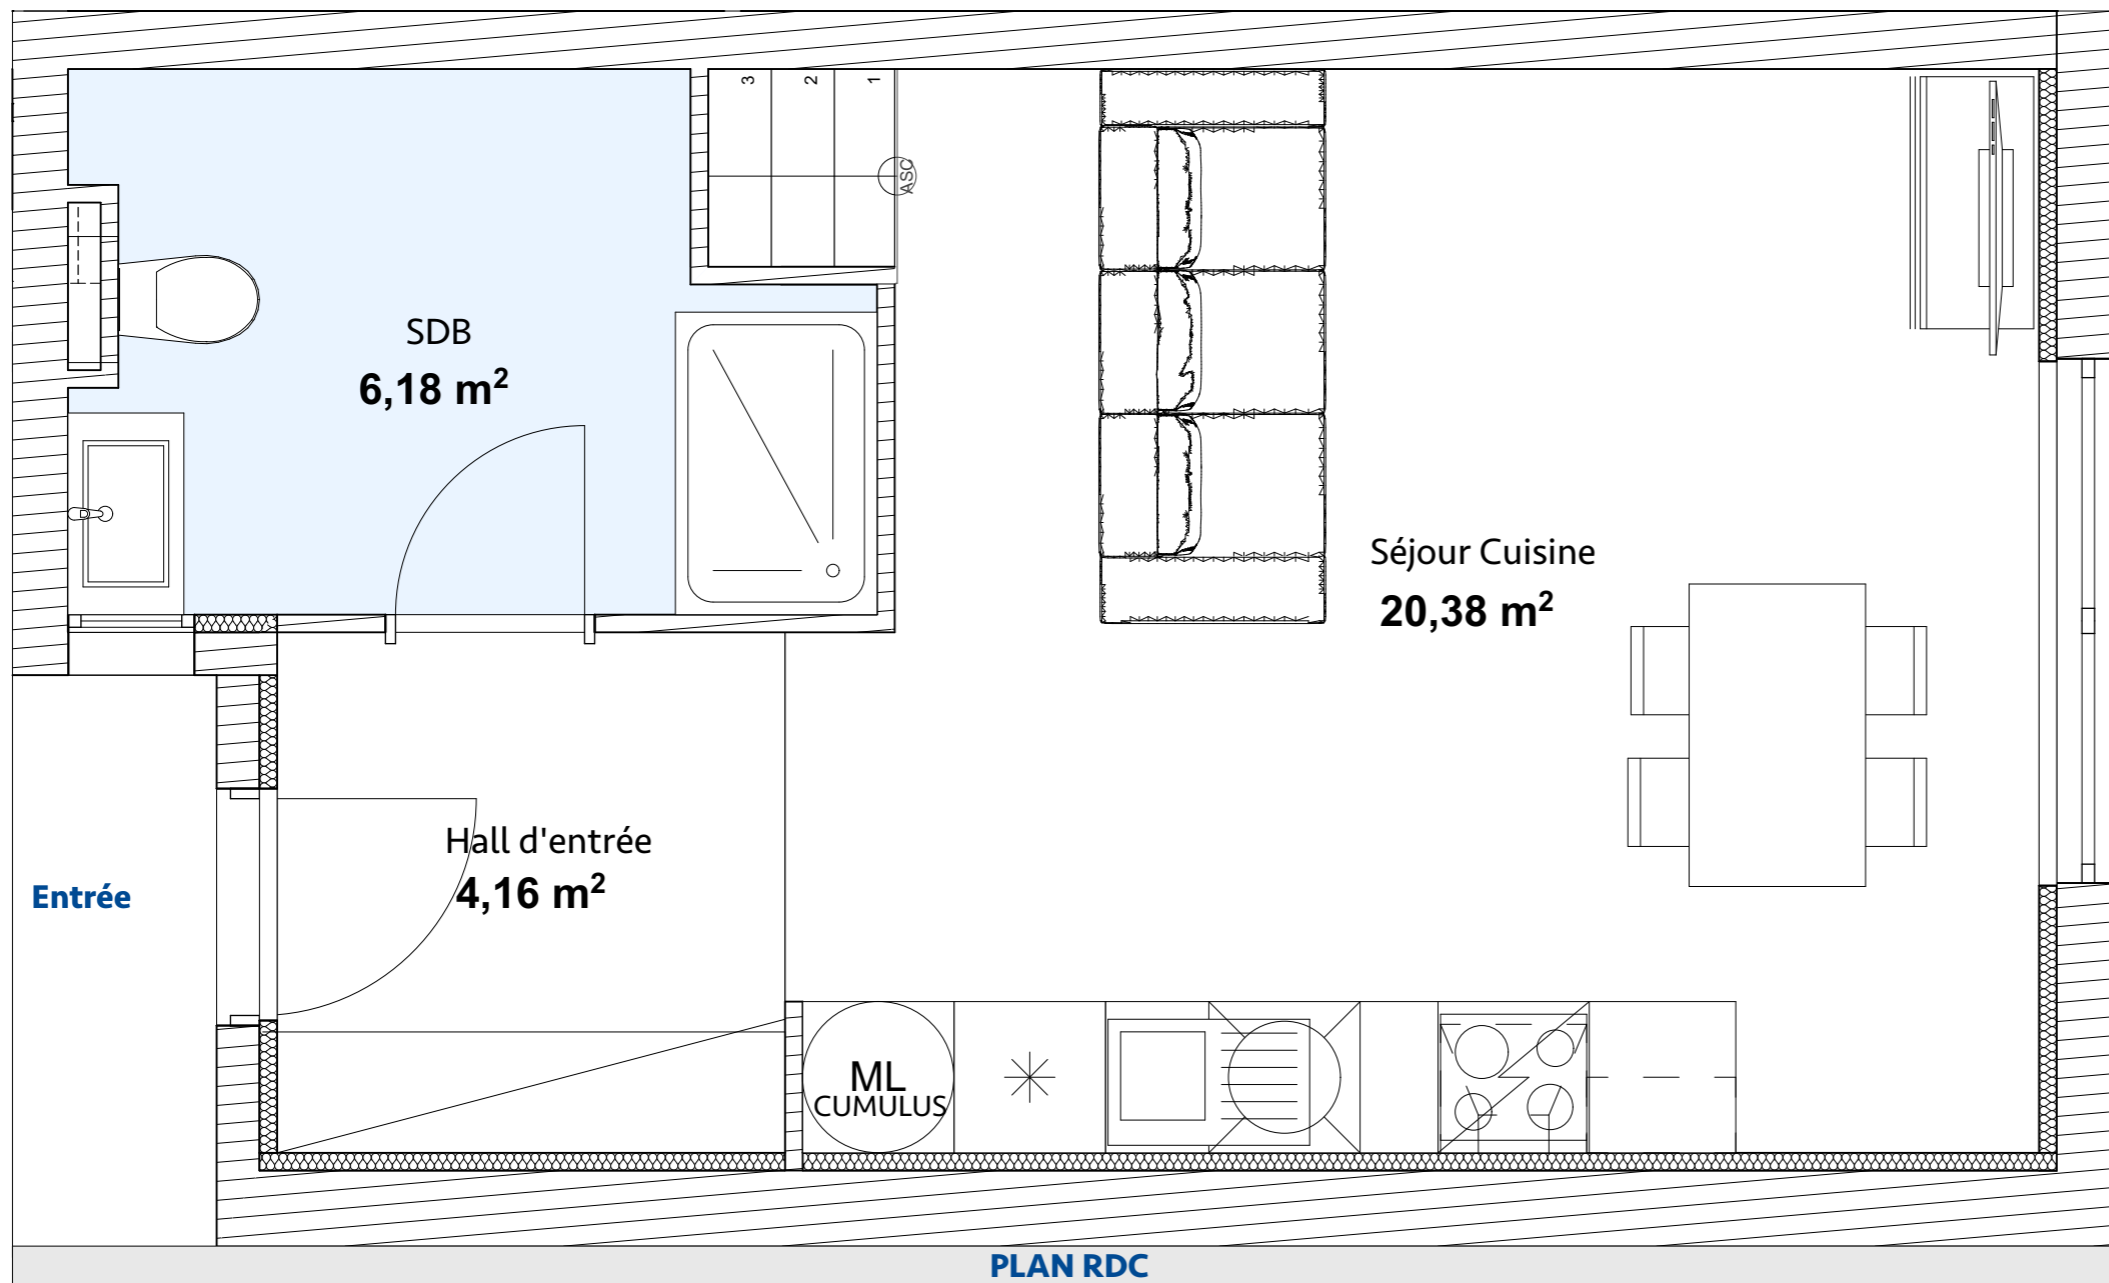 3
2
1
ASC
SDB
6,18 m²
Séjour Cuisine
20,38 m²
Hall d'entrée
4,16 m²
Entrée
ML
CUMULUS
PLAN RDC